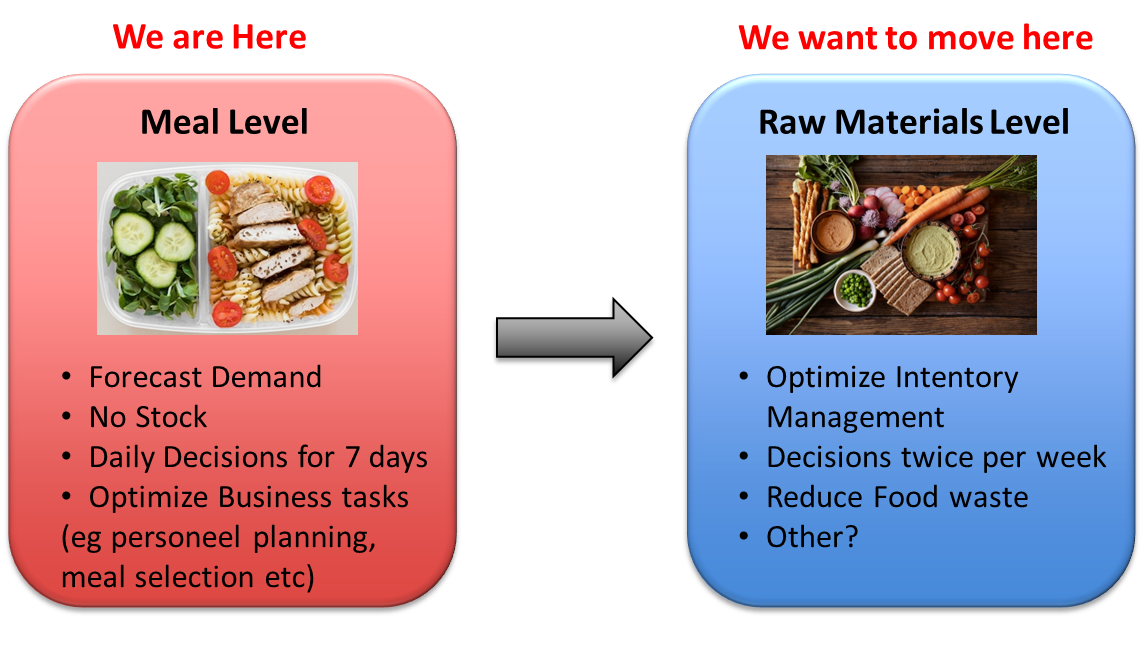 We are Here
Meal Level
• Forecast Demand
• No Stock
• Daily Decisions for 7 days
• Optimize Business tasks
(eg personeel planning,
meal selection etc)
We want to move here
Raw Materials Level
• Optimize Intentory
Management
• Decisions twice per week
• Reduce Food waste
• Other?